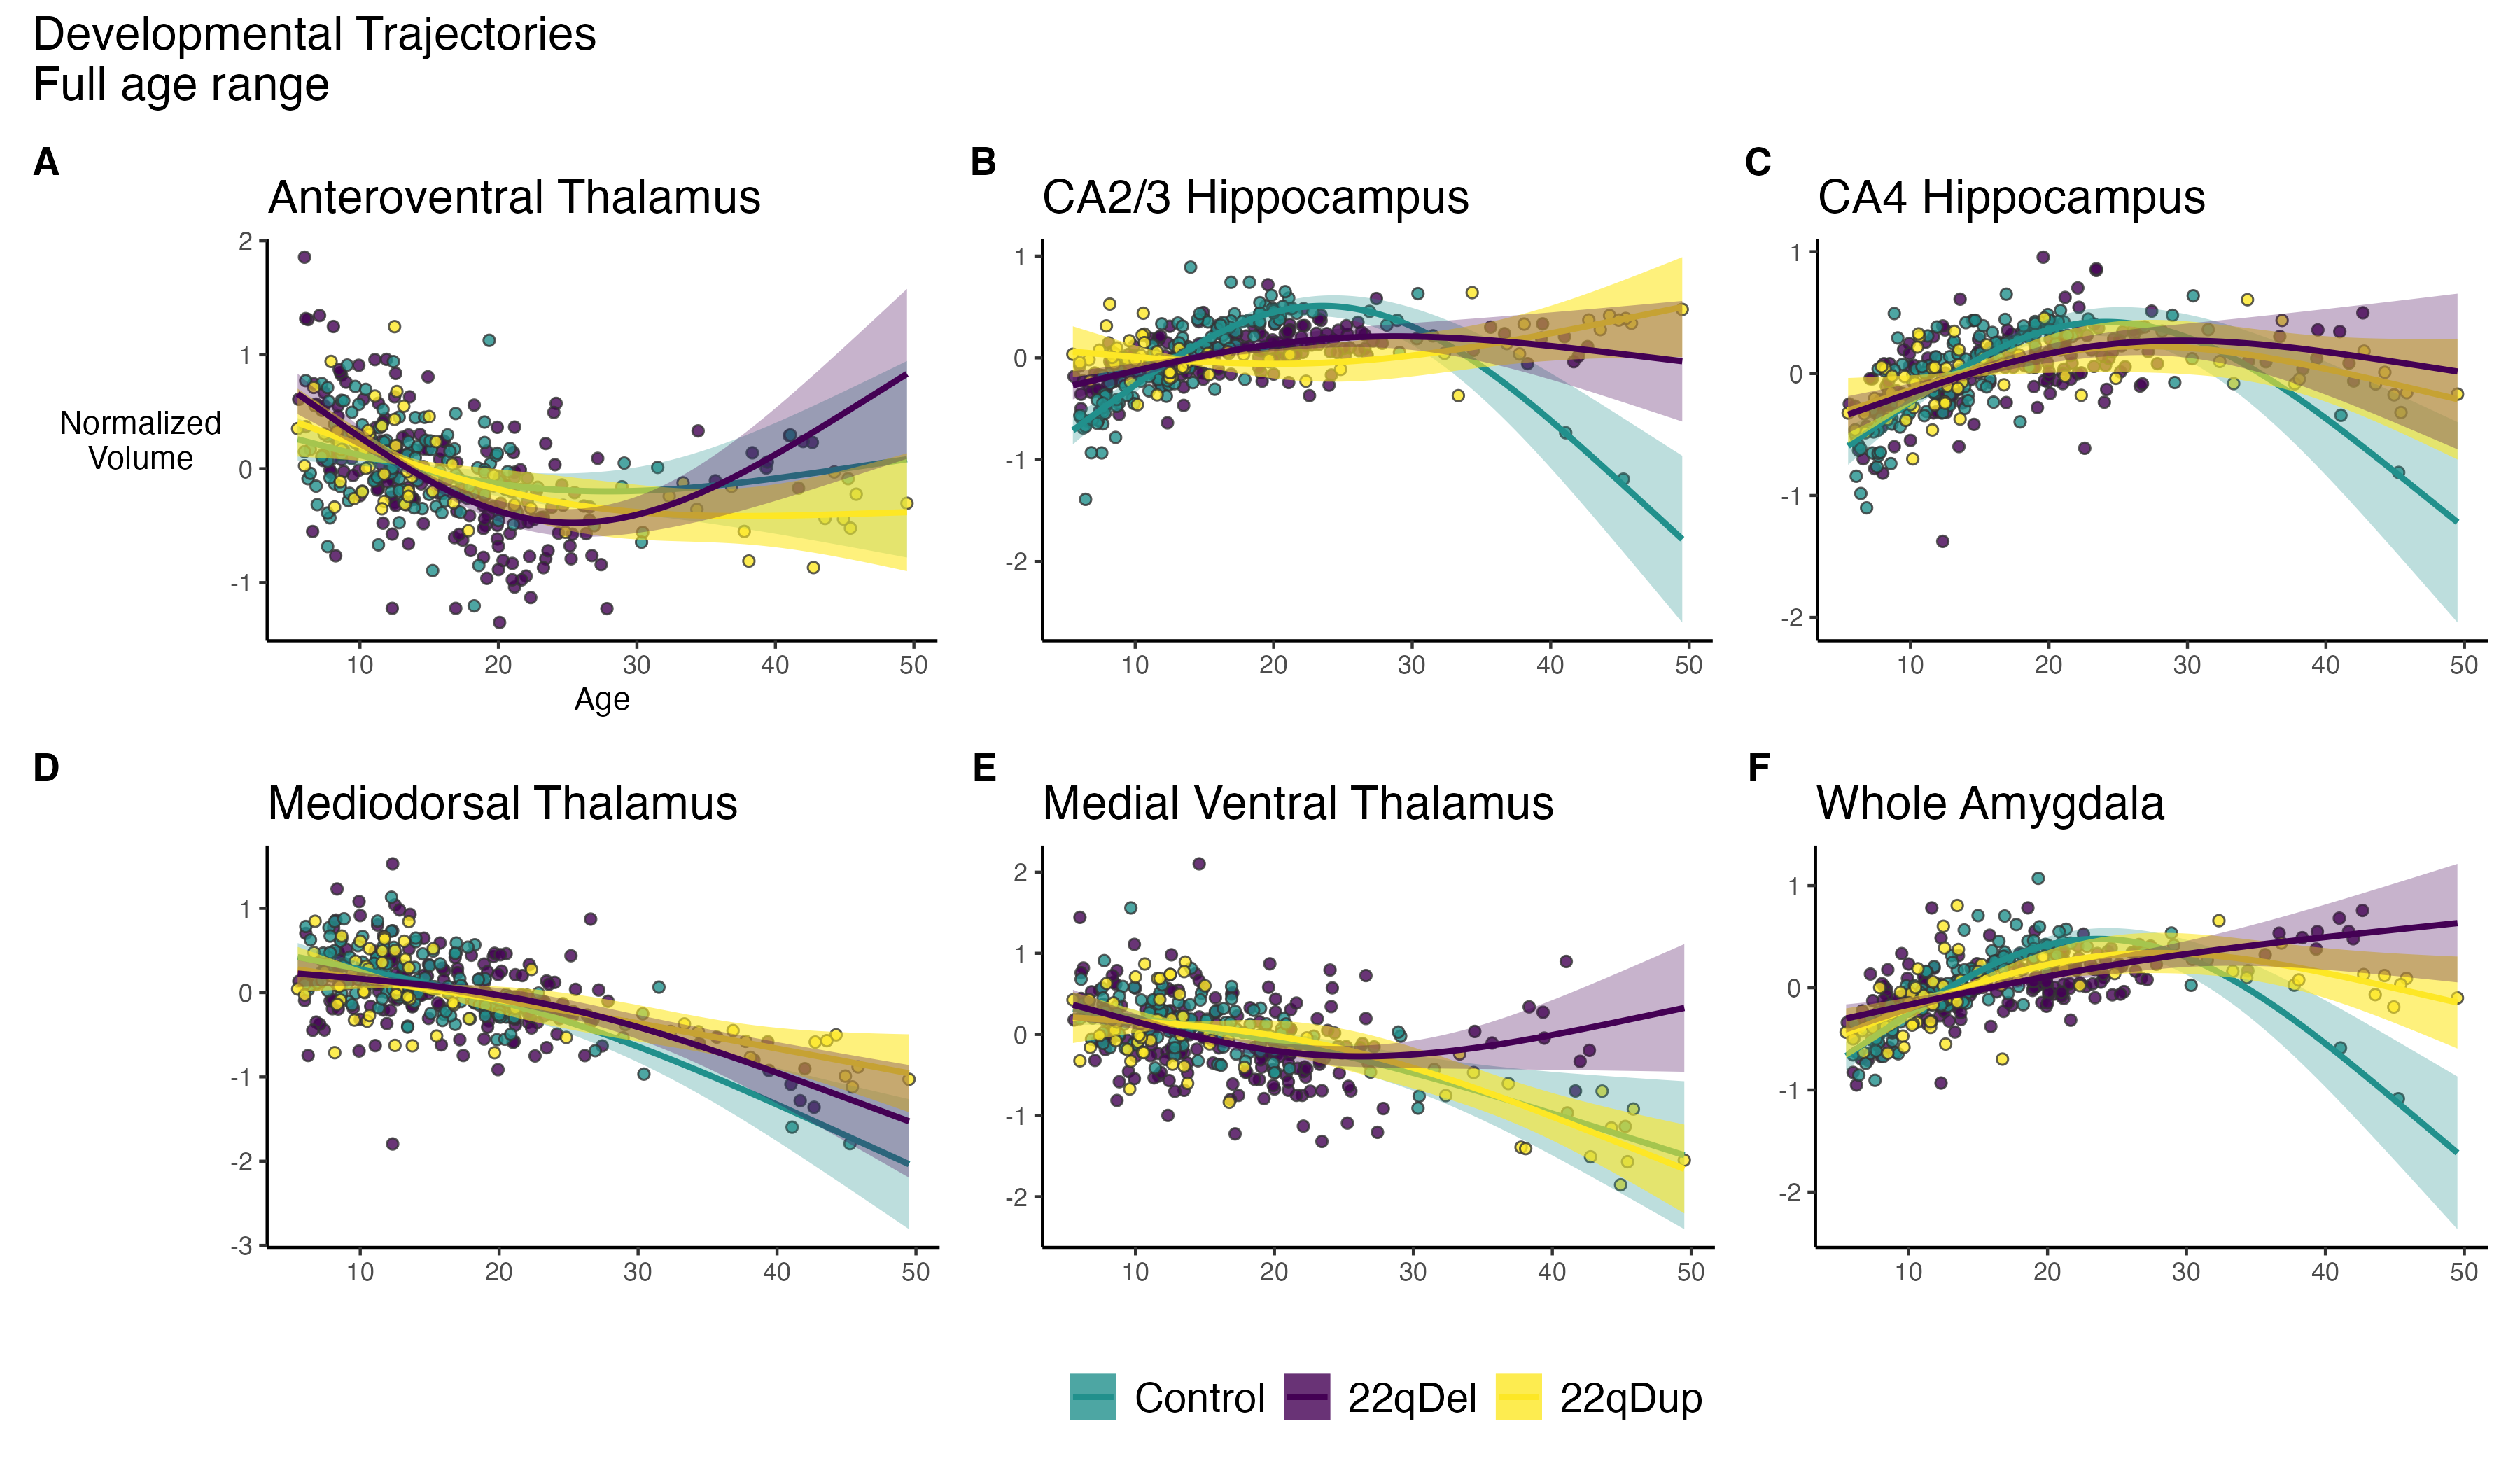 Developmental Trajectories
Full age range
A
B
C
Anteroventral Thalamus
CA2/3 Hippocampus
CA4 Hippocampus
Normalized
Volume
2
1
0
-1
1
0
-1
-2
1
0
-1
-2
10 20 30 40 50
10 20 30 40 50
10 20 30 40 50
Age
D
E
F
Mediodorsal Thalamus
Medial Ventral Thalamus
Whole Amygdala
1
0
-1
-2
-3
2
1
0
-1
-2
1
0
-1
-2
10 20 30 40 50
10 20 30 40 50
10 20 30 40 50
Control 22qDel 22qDup